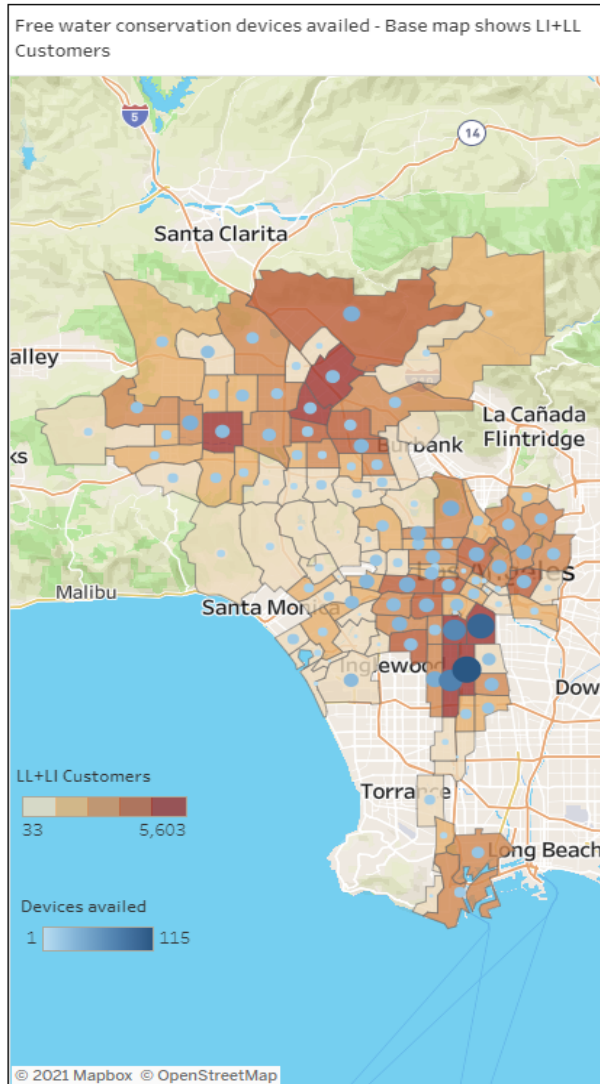 Free water conservation devices availed - Base map shows LI+LL
Customers
5
14
Santa Clarita
alley
La Cañada
Flintridge
Burbank
ks
Malibu
Los Angeles
Santa Monica
Inglewood
Dow
LL+LI Customers
33 5,603
Torrance
Long Beach
Devices availed
1 115
© 2021 Mapbox © OpenStreetMap